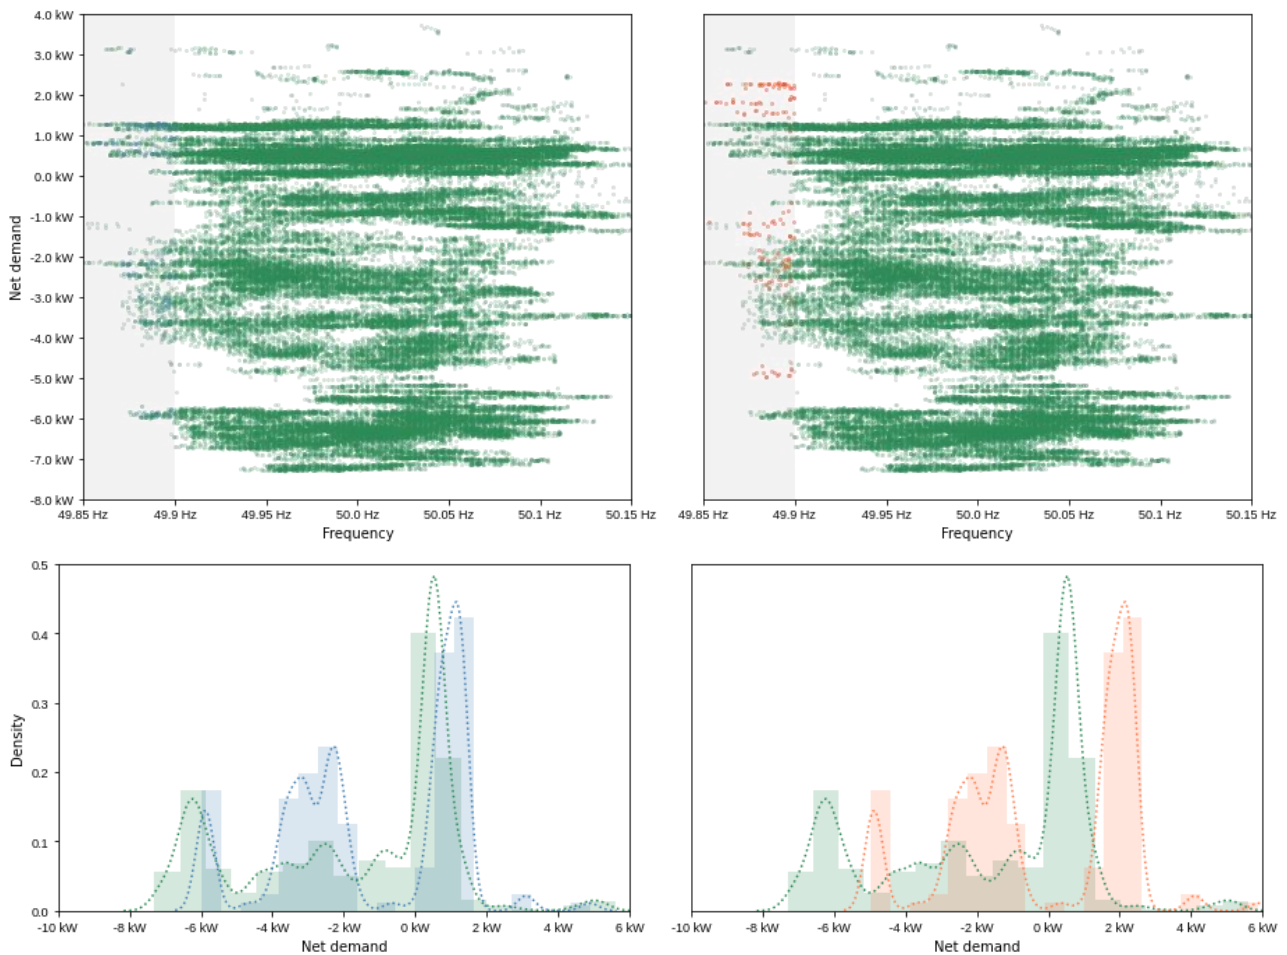 4.0 kW
3.0 kW
2.0 kW
1.0 kW
0.0 kW
-1.0 kW
-2.0 kW
-3.0 kW
-4.0 kW
-5.0 kW
-6.0 kW
-7.0 kW
-8.0 kW
Net demand
49.85 Hz 49.9 Hz 49.95 Hz 50.0 Hz 50.05 Hz 50.1 Hz 50.15 Hz
Frequency
49.85 Hz 49.9 Hz 49.95 Hz 50.0 Hz 50.05 Hz 50.1 Hz 50.15 Hz
Frequency
0.5
0.4
0.3
0.2
0.1
0.0
Density
-10 kW -8 kW -6 kW -4 kW -2 kW 0 kW 2 kW 4 kW 6 kW
Net demand
-10 kW -8 kW -6 kW -4 kW -2 kW 0 kW 2 kW 4 kW 6 kW
Net demand